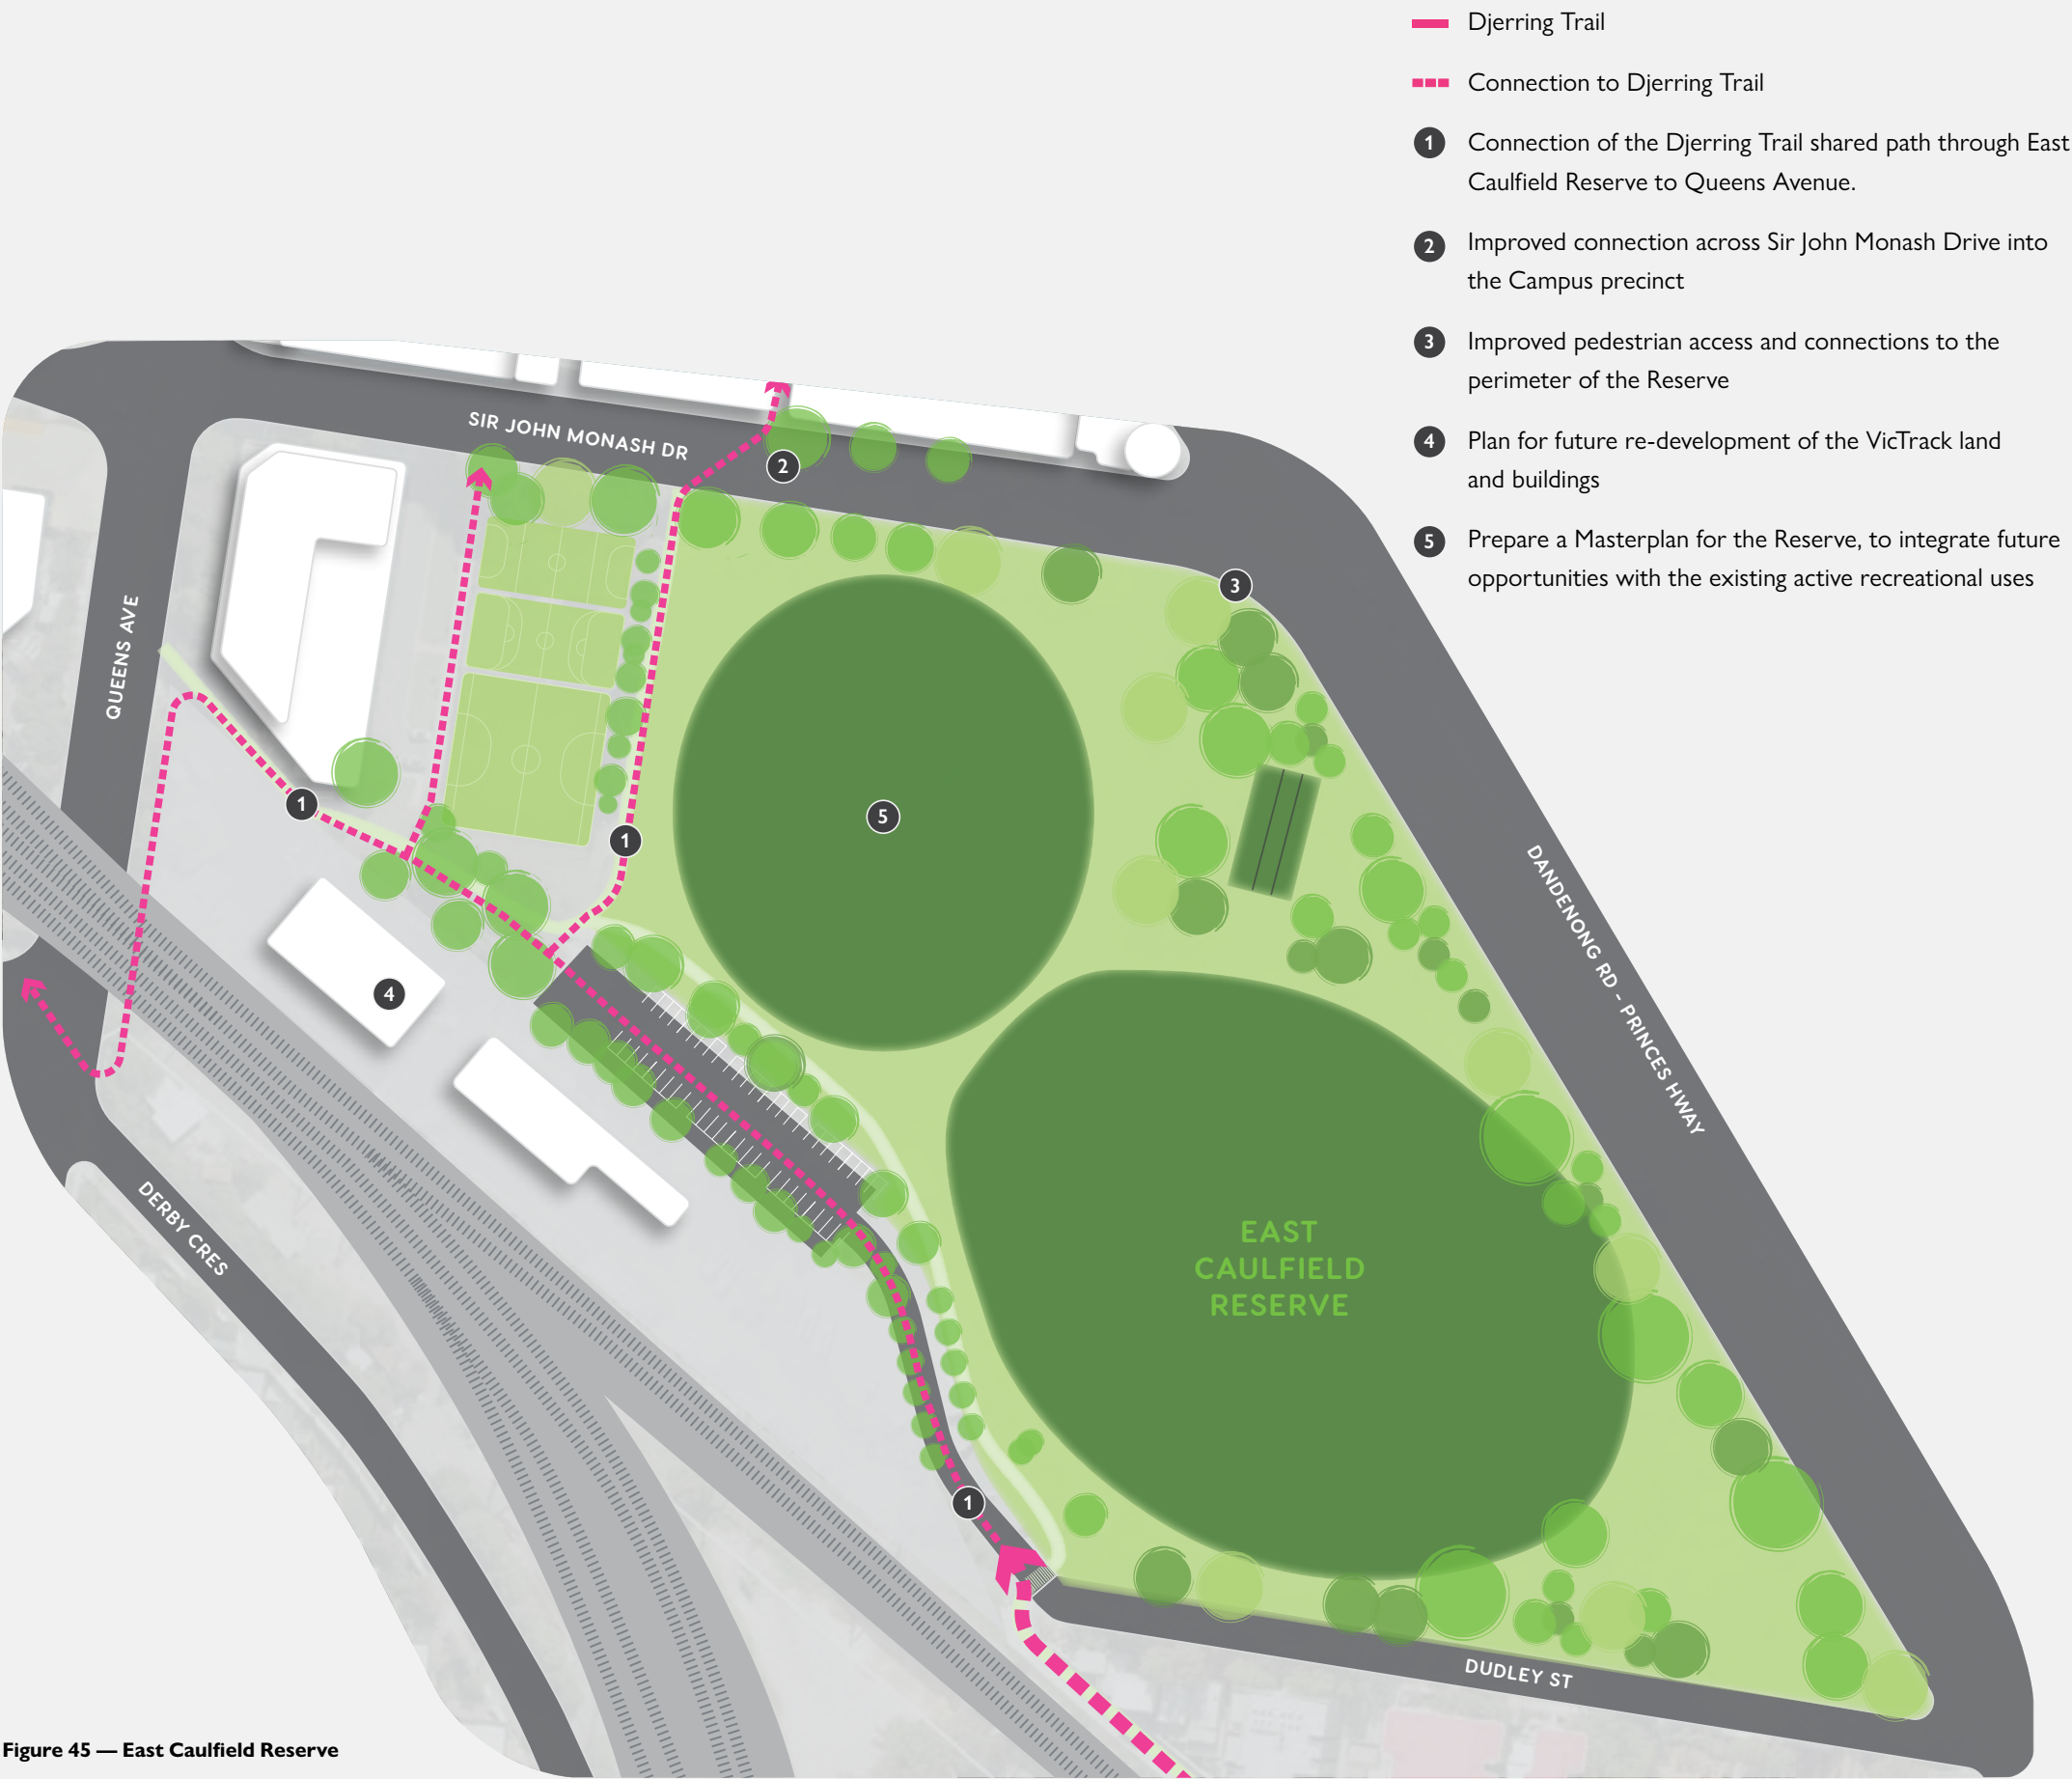 Djerring Trail
Connection to Djerring Trail
1 Connection of the Djerring Trail shared path through East
Caulfield Reserve to Queens Avenue.
2 Improved connection across Sir John Monash Drive into
the Campus precinct
3 Improved pedestrian access and connections to the
perimeter of the Reserve
4 Plan for future re-development of the VicTrack land
and buildings
5 Prepare a Masterplan for the Reserve, to integrate future
opportunities with the existing active recreational uses
SIR JOHN MONASH DR
2
3
QUEENS AVE
1
1
5
4
DANDENONG RD - PRINCES HWAY
DERBY CRES
EAST
CAULFIELD
RESERVE
1
DUDLEY ST
Figure 45 — East Caulfield Reserve